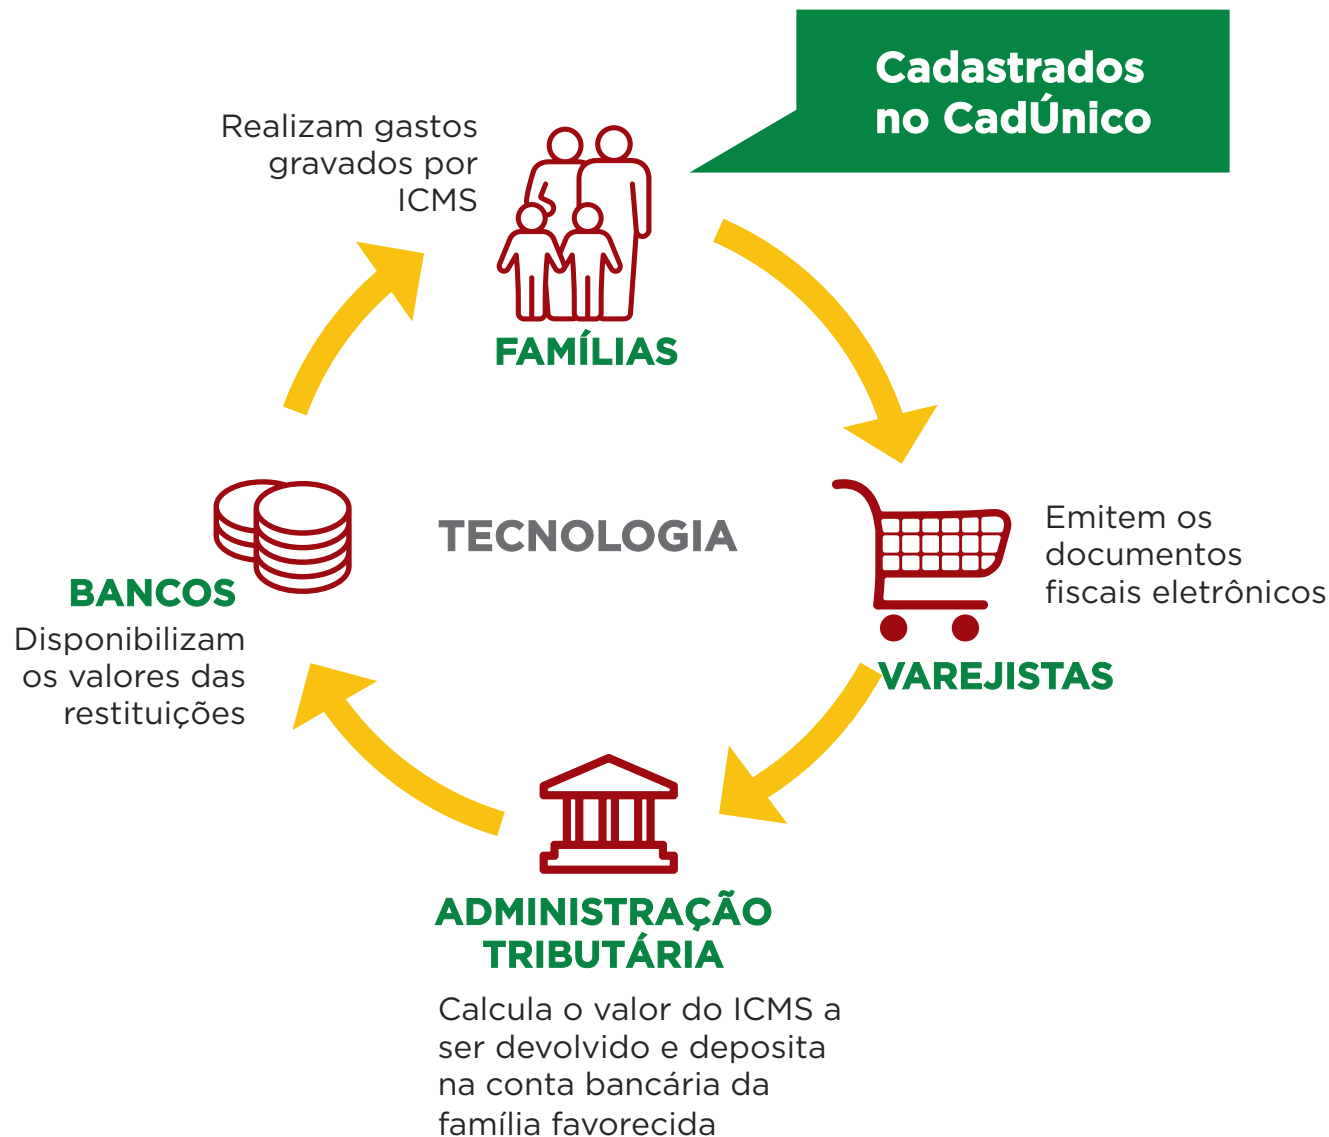 Cadastrados
no CadÚnico
Realizam gastos
gravados por
ICMS
FAMÍLIAS
TECNOLOGIA
Emitem os
documentos
fiscais eletrônicos
VAREJISTAS
BANCOS
Disponibilizam
os valores das
restituições
ADMINISTRAÇÃO
TRIBUTÁRIA
Calcula o valor do ICMS a
ser devolvido e deposita
na conta bancária da
família favorecida